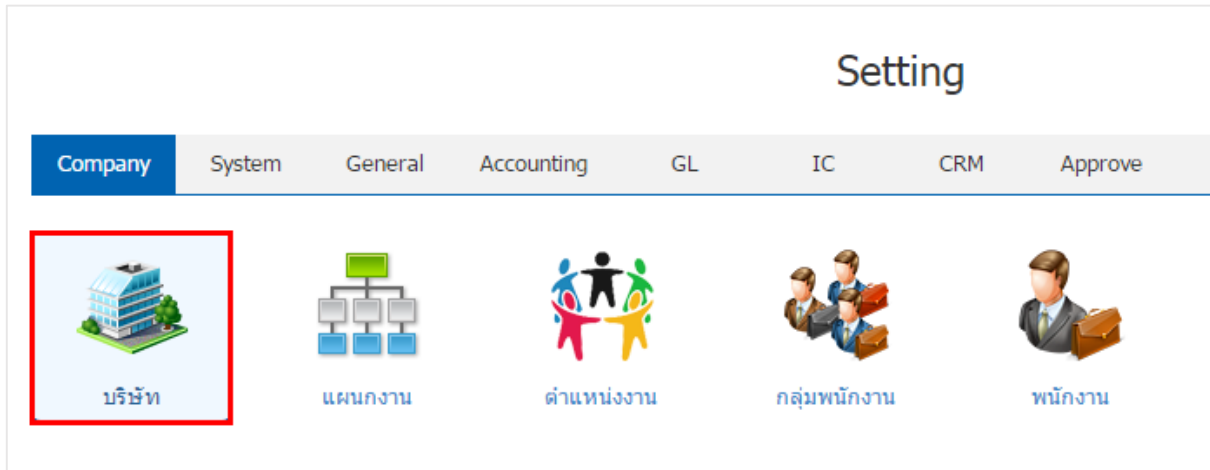 Setting
Company System General Accounting GL IC CRM Approve
บริษัท แผนกงาน ตำแหน่งงาน กลุ่มพนักงาน พนักงาน